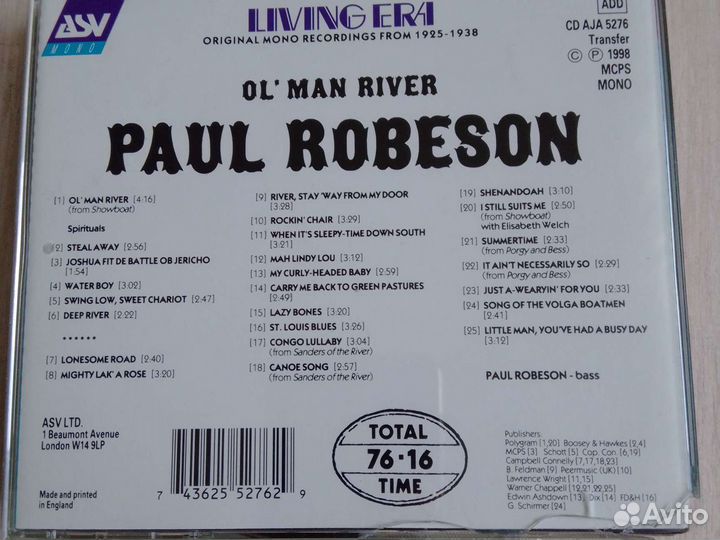 ASV
MONO
LIVING ERA
ORIGINAL MONO RECORDINGS FROM 1925-1938
ADD
CD AJA 5276
Transfer
© ℗ 1998
MCPS
MONO
OL' MAN RIVER
PAUL ROBESON
[1] OL' MAN RIVER [4:16]
(from Showboat)
Spirituals
[2] STEAL AWAY [2:56]
[3] JOSHUA FIT DE BATTLE OB JERICHO
[1:54]
[4] WATER BOY [3:02]
[5] SWING LOW, SWEET CHARIOT [2:47]
[6] DEEP RIVER [2:22]
••••••
[7] LONESOME ROAD [2:40]
[8] MIGHTY LAK' A ROSE [3:20]
[9] RIVER, STAY 'WAY FROM MY DOOR
[3:28]
[10] ROCKIN' CHAIR [3:29]
[11] WHEN IT'S SLEEPY-TIME DOWN SOUTH
[3:21]
[12] MAH LINDY LOU [3:12]
[13] MY CURLY-HEADED BABY [2:59]
[14] CARRY ME BACK TO GREEN PASTURES
[2:49]
[15] LAZY BONES [3:20]
[16] ST. LOUIS BLUES [3:26]
[17] CONGO LULLABY [3:04]
(from Sanders of the River)
[18] CANOE SONG [2:57]
(from Sanders of the River)
[19] SHENANDOAH [3:10]
[20] I STILL SUITS ME [2:50]
(from Showboat)
with Elisabeth Welch
[21] SUMMERTIME [2:33]
(from Porgy and Bess)
[22] IT AIN'T NECESSARILY SO [2:29]
(from Porgy and Bess)
[23] JUST A-WEARYIN' FOR YOU [2:33]
[24] SONG OF THE VOLGA BOATMEN
[2:41]
[25] LITTLE MAN, YOU'VE HAD A BUSY DAY
[3:12]
PAUL ROBESON - bass
ASV LTD.
1 Beaumont Avenue
London W14 9LP
Made and printed
in England
7 43625 52762 9
TOTAL
76·16
TIME
Publishers:
Polygram [1,20] Boosey & Hawkes [2,4]
MCPS [3] Schott [5] Cop. Con. [6,19]
Campbell Connelly [7,17,18,23]
B. Feldman [9] Peermusic (UK) [10]
Lawrence Wright [11,15]
Warner Chappell [12,21,22,25]
Edwin Ashdown [13] Dix [14] FD&H [16]
G. Schirmer [24]
Avito